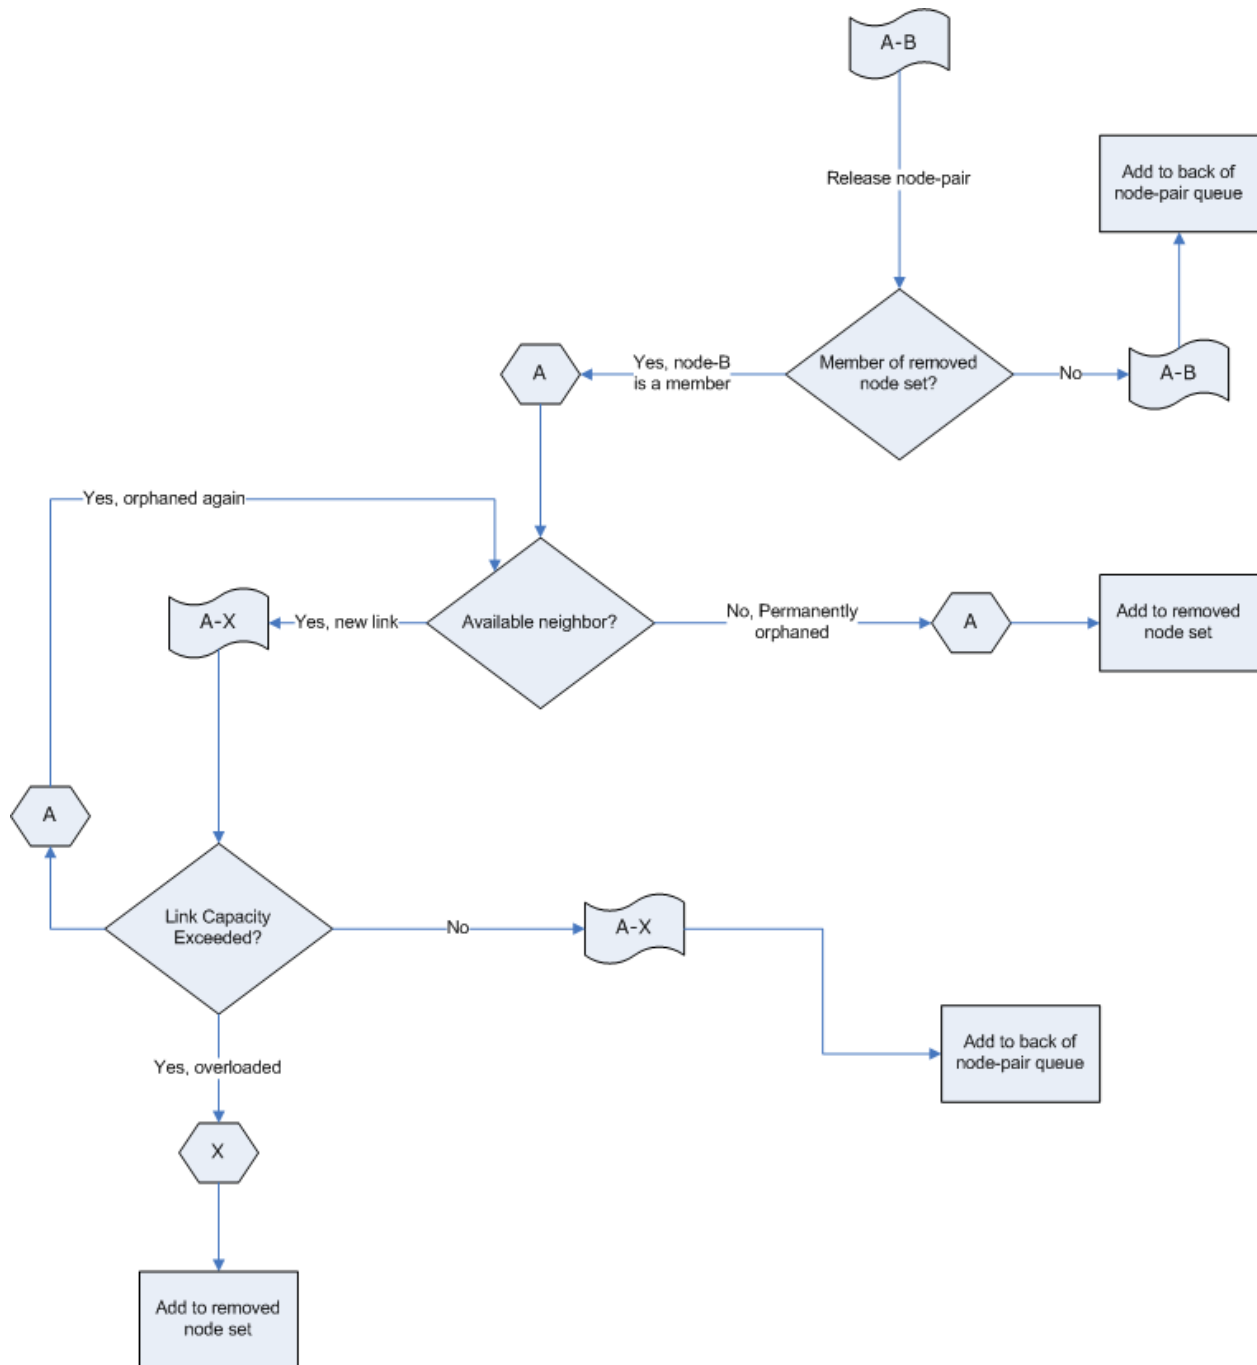 A-B
Release node-pair
Add to back of
node-pair queue
Member of removed
node set?
Yes, node-B
is a member
A
No
A-B
Yes, orphaned again
Available neighbor?
Yes, new link
A-X
No, Permanently
orphaned
A
Add to removed
node set
A
Link Capacity
Exceeded?
No
A-X
Add to back of
node-pair queue
Yes, overloaded
X
Add to removed
node set